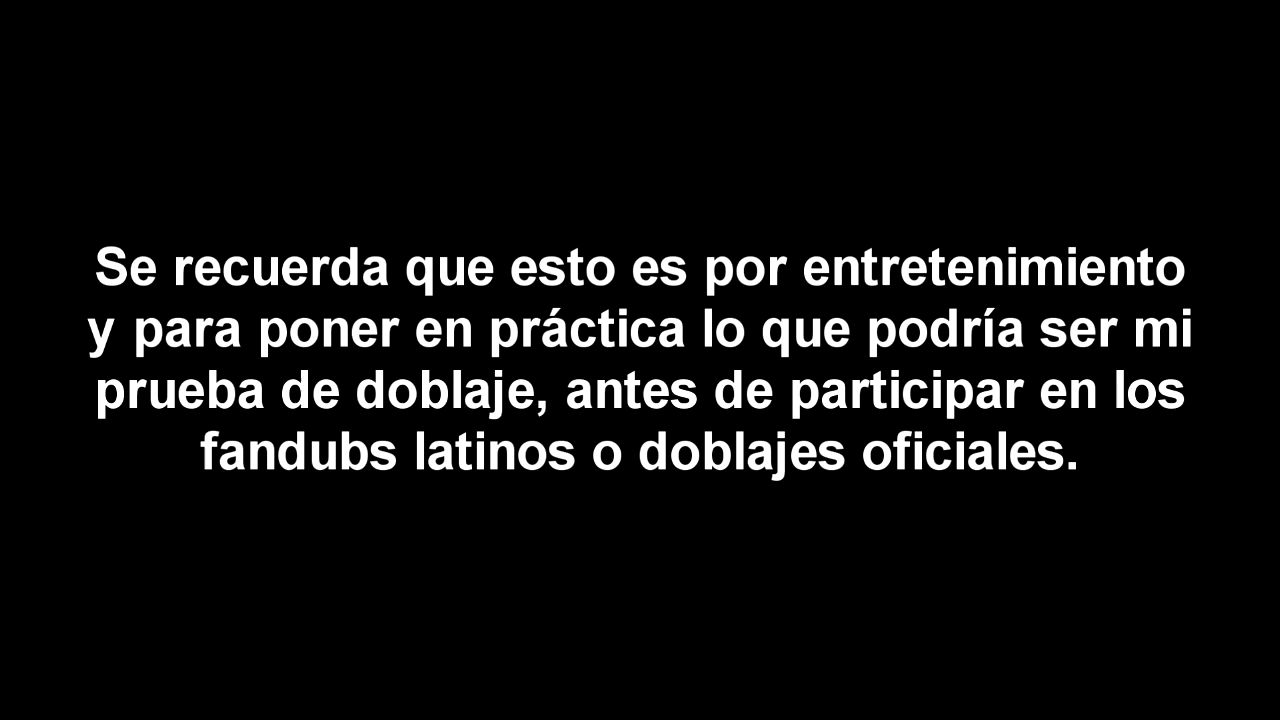 Se recuerda que esto es por entretenimiento
y para poner en práctica lo que podría ser mi
prueba de doblaje, antes de participar en los
fandubs latinos o doblajes oficiales.